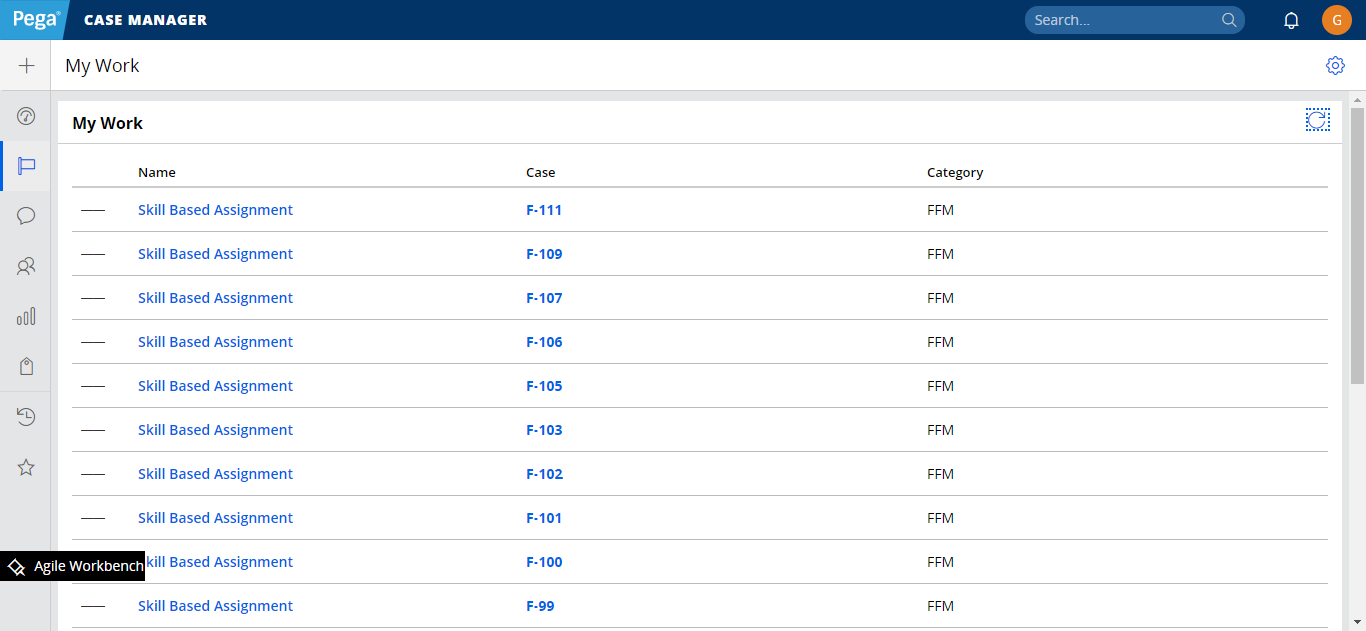 Pega® CASE MANAGER Search... G
My Work
My Work
Name Case Category
Skill Based Assignment F-111 FFM
Skill Based Assignment F-109 FFM
Skill Based Assignment F-107 FFM
Skill Based Assignment F-106 FFM
Skill Based Assignment F-105 FFM
Skill Based Assignment F-103 FFM
Skill Based Assignment F-102 FFM
Skill Based Assignment F-101 FFM
Agile Workbench kill Based Assignment F-100 FFM
Skill Based Assignment F-99 FFM